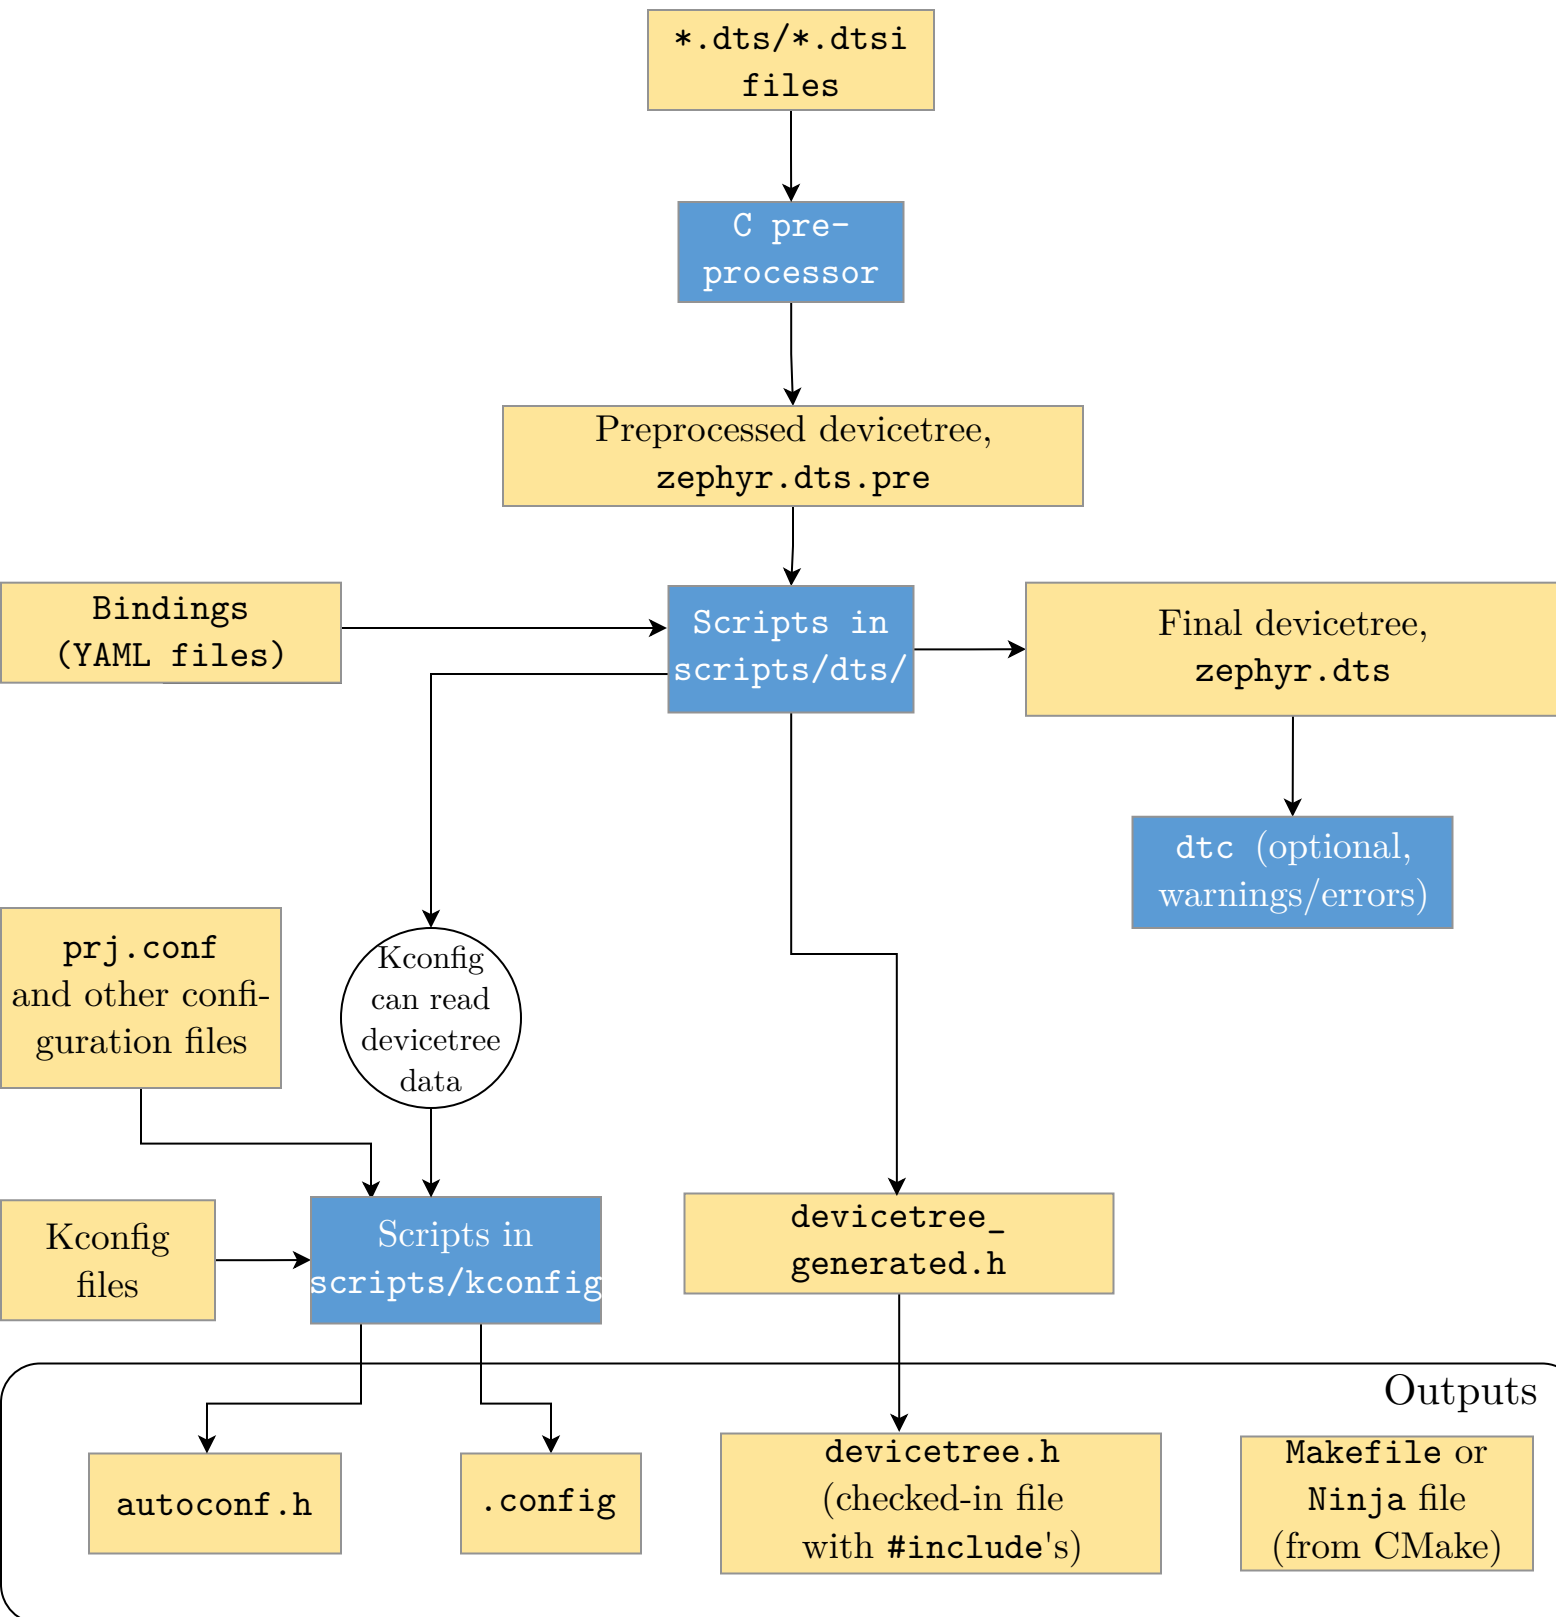 *.dts/*.dtsi
files
C pre-
processor
Preprocessed devicetree,
zephyr.dts.pre
Bindings
(YAML files)
Scripts in
scripts/dts/
Final devicetree,
zephyr.dts
dtc (optional,
warnings/errors)
prj.conf
and other confi-
guration files
Kconfig
can read
devicetree
data
Kconfig
files
Scripts in
scripts/kconfig
devicetree_
generated.h
Outputs
autoconf.h
.config
devicetree.h
(checked-in file
with #include's)
Makefile or
Ninja file
(from CMake)